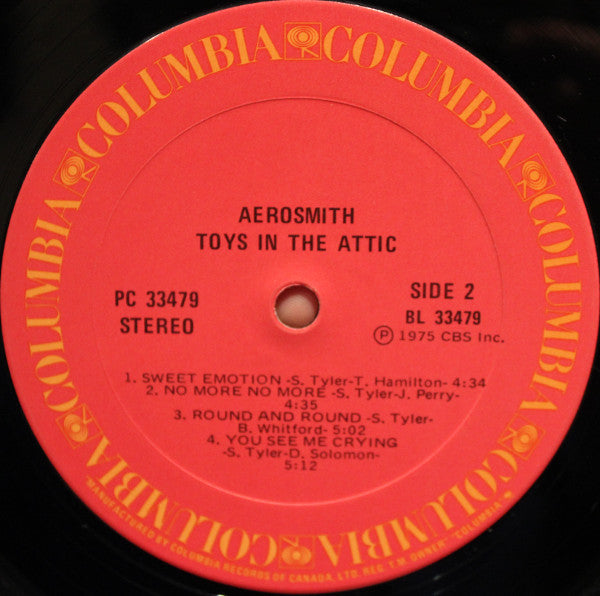 COLUMBIA COLUMBIA COLUMBIA COLUMBIA COLUMBIA COLUMBIA
AEROSMITH
TOYS IN THE ATTIC
PC 33479
STEREO
SIDE 2
BL 33479
Ⓟ 1975 CBS Inc.
1. SWEET EMOTION -S. Tyler-T. Hamilton- 4:34
2. NO MORE NO MORE -S. Tyler-J. Perry-
4:35
3. ROUND AND ROUND -S. Tyler-
B. Whitford- 5:02
4. YOU SEE ME CRYING
-S. Tyler-D. Solomon-
5:12
"MANUFACTURED BY COLUMBIA RECORDS OF CANADA, LTD. REG. T.M. OWNER" "COLUMBIA"